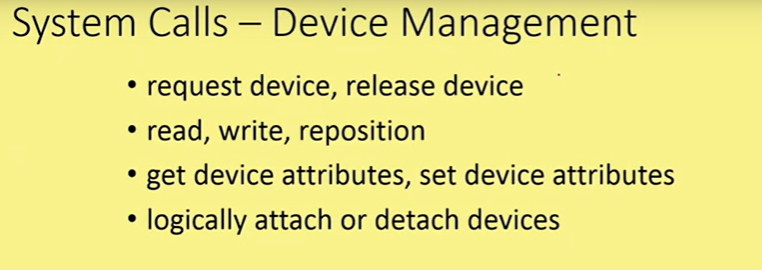 System Calls – Device Management
• request device, release device
• read, write, reposition
• get device attributes, set device attributes
• logically attach or detach devices